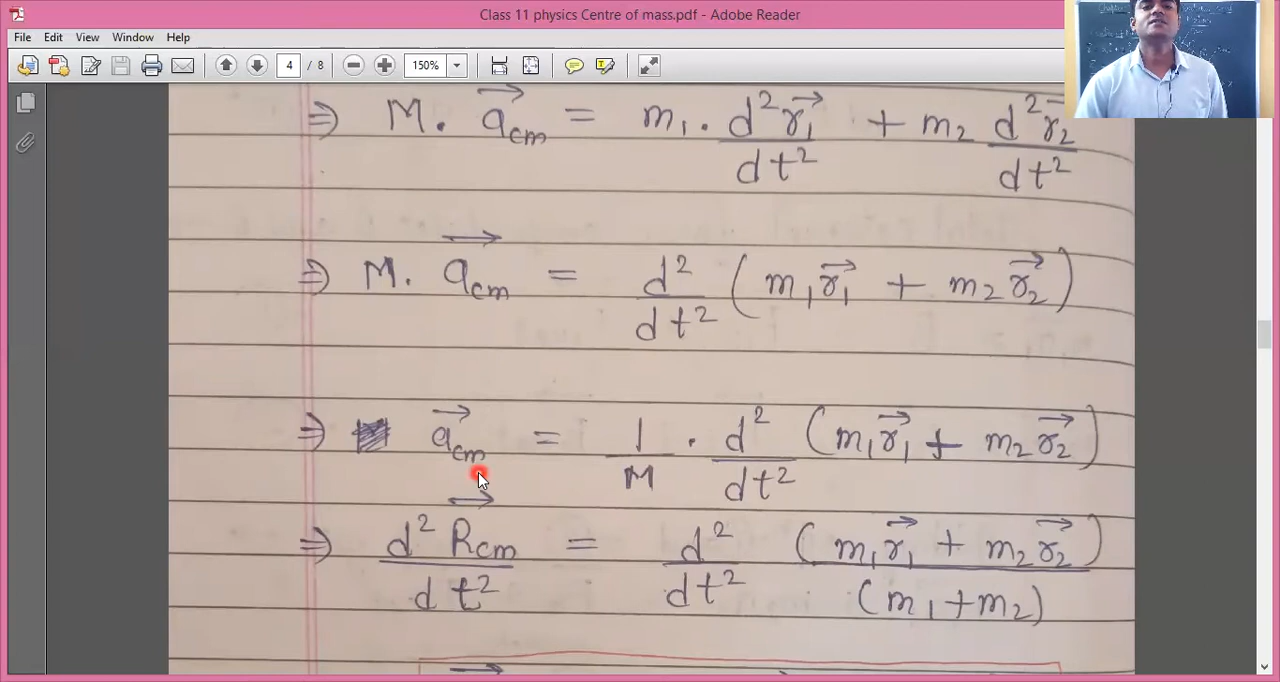 Class 11 physics Centre of mass.pdf - Adobe Reader
File Edit View Window Help
4 / 8 150%
⇒ M. a⃗cm = m₁. d²r⃗₁/dt² + m₂ d²r⃗₂/dt²
⇒ M. a⃗cm = d²/dt² (m₁r⃗₁ + m₂r⃗₂)
⇒ a⃗cm = 1/M . d²/dt² (m₁r⃗₁ + m₂r⃗₂)
⇒ d²R⃗cm/dt² = d²/dt² (m₁r⃗₁ + m₂r⃗₂)/(m₁+m₂)